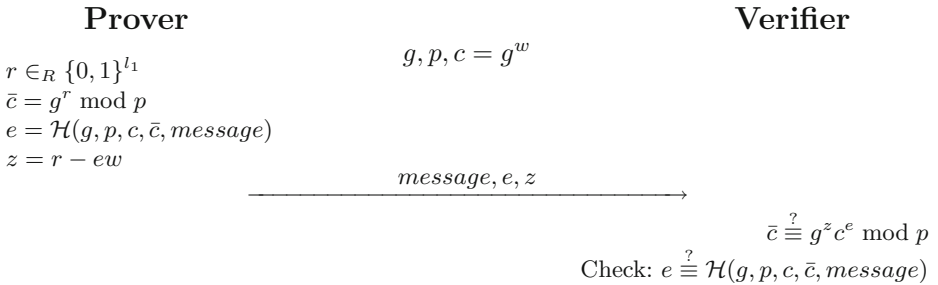 Prover Verifier
g, p, c = g^w
r ∈_R {0, 1}^{l_1}
c̄ = g^r mod p
e = ℋ(g, p, c, c̄, message)
z = r − ew
message, e, z
c̄ ≟≡ g^z c^e mod p
Check: e ≟≡ ℋ(g, p, c, c̄, message)